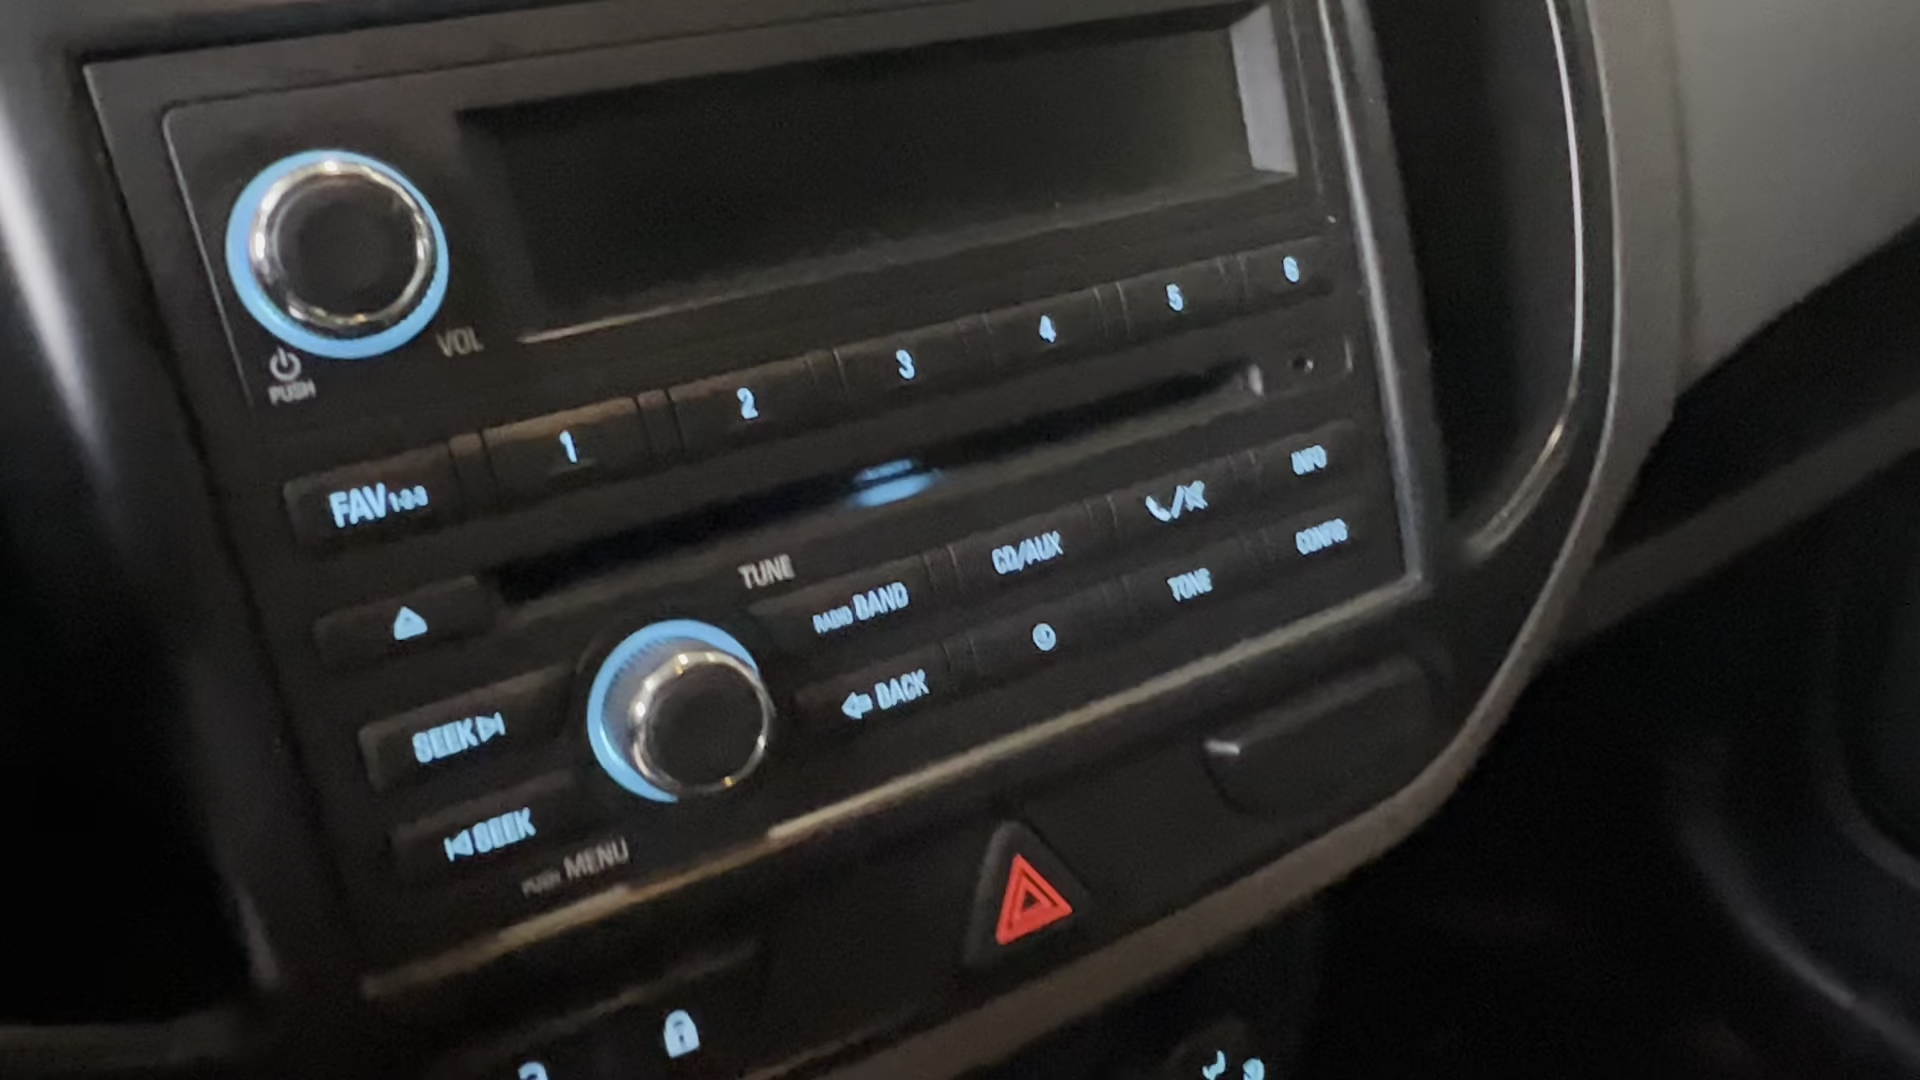 VOL
PUSH
1 2 3 4 5 6
FAV 1-2-3
TUNE
RADIO BAND
CD/AUX
INFO
SEEK
BACK
TONE
CONFIG
SEEK
PUSH MENU